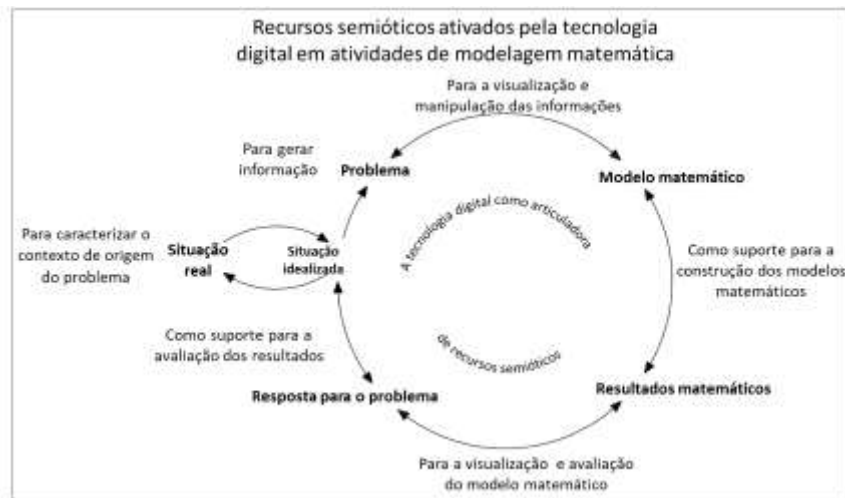 Recursos semióticos ativados pela tecnologia
digital em atividades de modelagem matemática
Para a visualização e
manipulação das informações
Para gerar
informação
Problema
Modelo matemático
A tecnologia digital como articuladora
Para caracterizar o
contexto de origem
do problema
Situação
real
Situação
idealizada
Como suporte para a
construção dos modelos
matemáticos
Como suporte para a
avaliação dos resultados
de recursos semióticos
Resposta para o problema
Resultados matemáticos
Para a visualização e avaliação
do modelo matemático